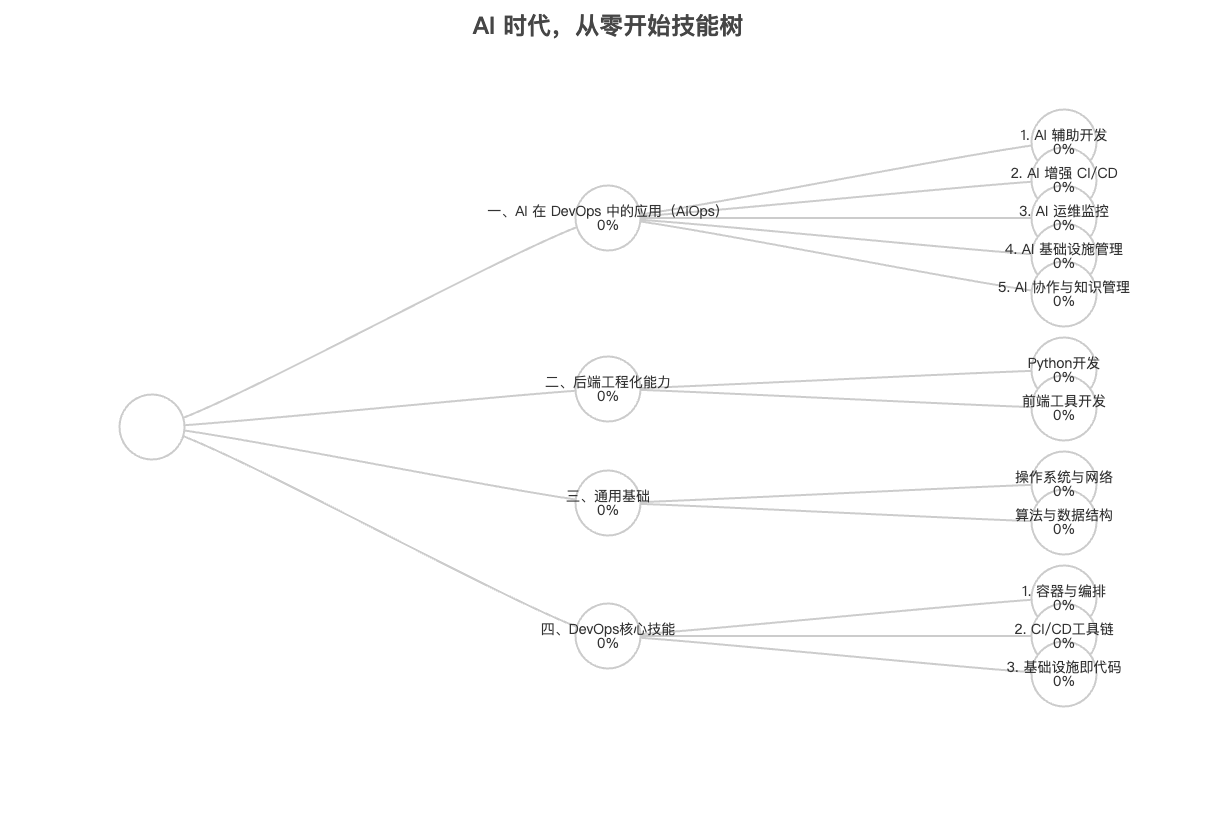 AI 时代，从零开始技能树
一、AI 在 DevOps 中的应用（AIOps）
0%
1. AI 辅助开发
0%
2. AI 增强 CI/CD
0%
3. AI 运维监控
0%
4. AI 基础设施管理
0%
5. AI 协作与知识管理
0%
二、后端工程化能力
0%
Python开发
0%
前端工具开发
0%
三、通用基础
0%
操作系统与网络
0%
算法与数据结构
0%
四、DevOps核心技能
0%
1. 容器与编排
0%
2. CI/CD工具链
0%
3. 基础设施即代码
0%